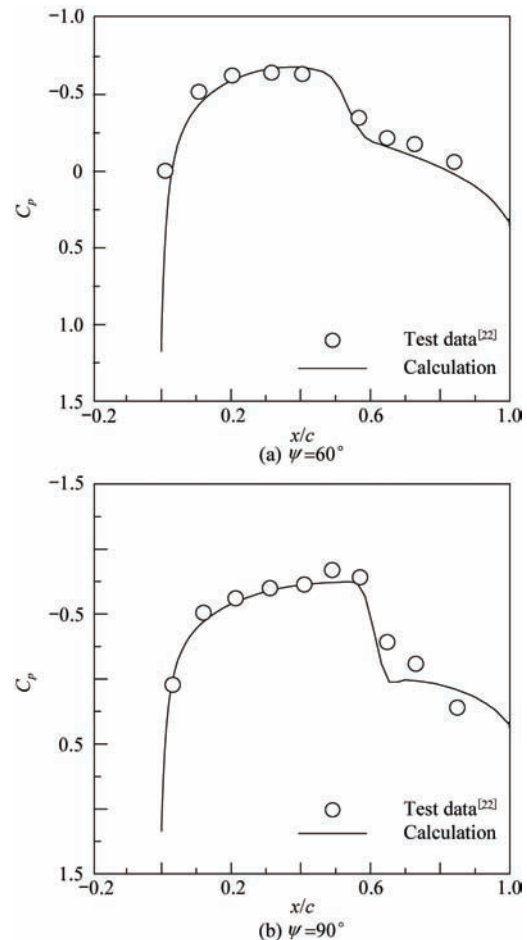 −1.0
−0.5
0
0.5
1.0
1.5
C_p
Test data[22]
Calculation
−0.2 0.2 0.6 1.0
x/c
(a) ψ=60°
−1.5
−0.5
0.5
1.5
C_p
Test data[22]
Calculation
−0.2 0.2 0.6 1.0
x/c
(b) ψ=90°